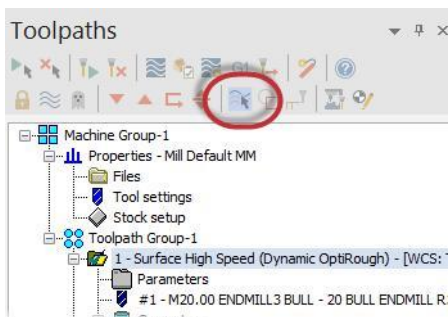 Toolpaths
G1
Machine Group-1
Properties - Mill Default MM
Files
Tool settings
Stock setup
Toolpath Group-1
1 - Surface High Speed (Dynamic OptiRough) - [WCS:
Parameters
#1 - M20.00 ENDMILL3 BULL - 20 BULL ENDMILL R